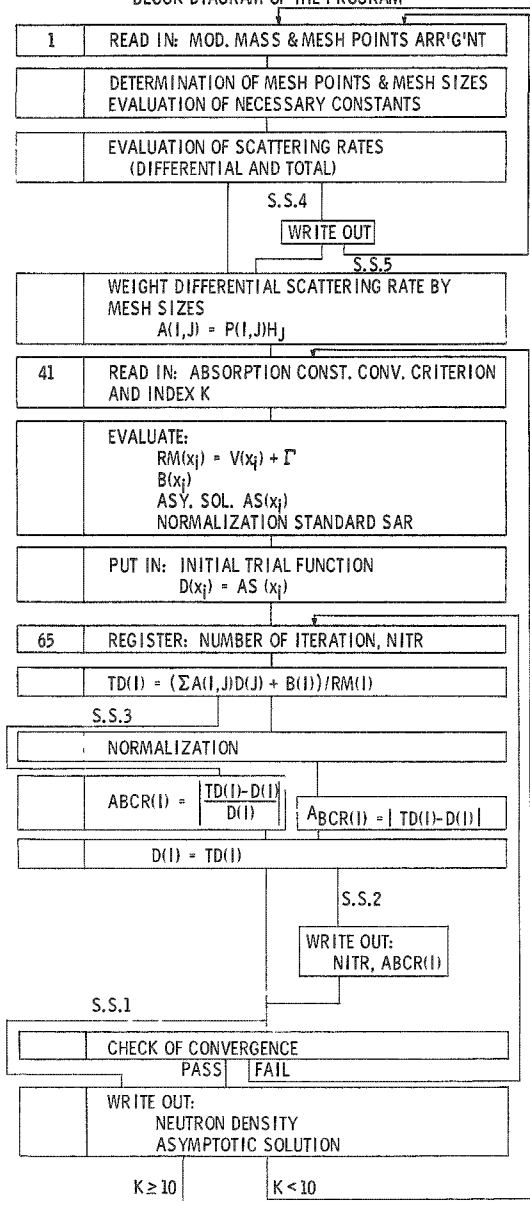 BLOCK DIAGRAM OF THE PROGRAM
1 READ IN: MOD. MASS & MESH POINTS ARR'G'NT
DETERMINATION OF MESH POINTS & MESH SIZES
EVALUATION OF NECESSARY CONSTANTS
EVALUATION OF SCATTERING RATES
(DIFFERENTIAL AND TOTAL)
S.S.4
WRITE OUT
S.S.5
WEIGHT DIFFERENTIAL SCATTERING RATE BY
MESH SIZES
A(I,J) = P(I,J)HJ
41 READ IN: ABSORPTION CONST. CONV. CRITERION
AND INDEX K
EVALUATE:
RM(xi) = V(xi) + Γ
B(xi)
ASY. SOL. AS(xi)
NORMALIZATION STANDARD SAR
PUT IN: INITIAL TRIAL FUNCTION
D(xi) = AS (xi)
65 REGISTER: NUMBER OF ITERATION, NITR
TD(I) = (ΣA(I,J)D(J) + B(I))/RM(I)
S.S.3
NORMALIZATION
ABCR(I) = |TD(I)-D(I)
D(I)|
ABCR(I) = | TD(I)-D(I) |
D(I) = TD(I)
S.S.2
WRITE OUT:
NITR, ABCR(I)
S.S.1
CHECK OF CONVERGENCE
PASS FAIL
WRITE OUT:
NEUTRON DENSITY
ASYMPTOTIC SOLUTION
K ≥ 10 K < 10